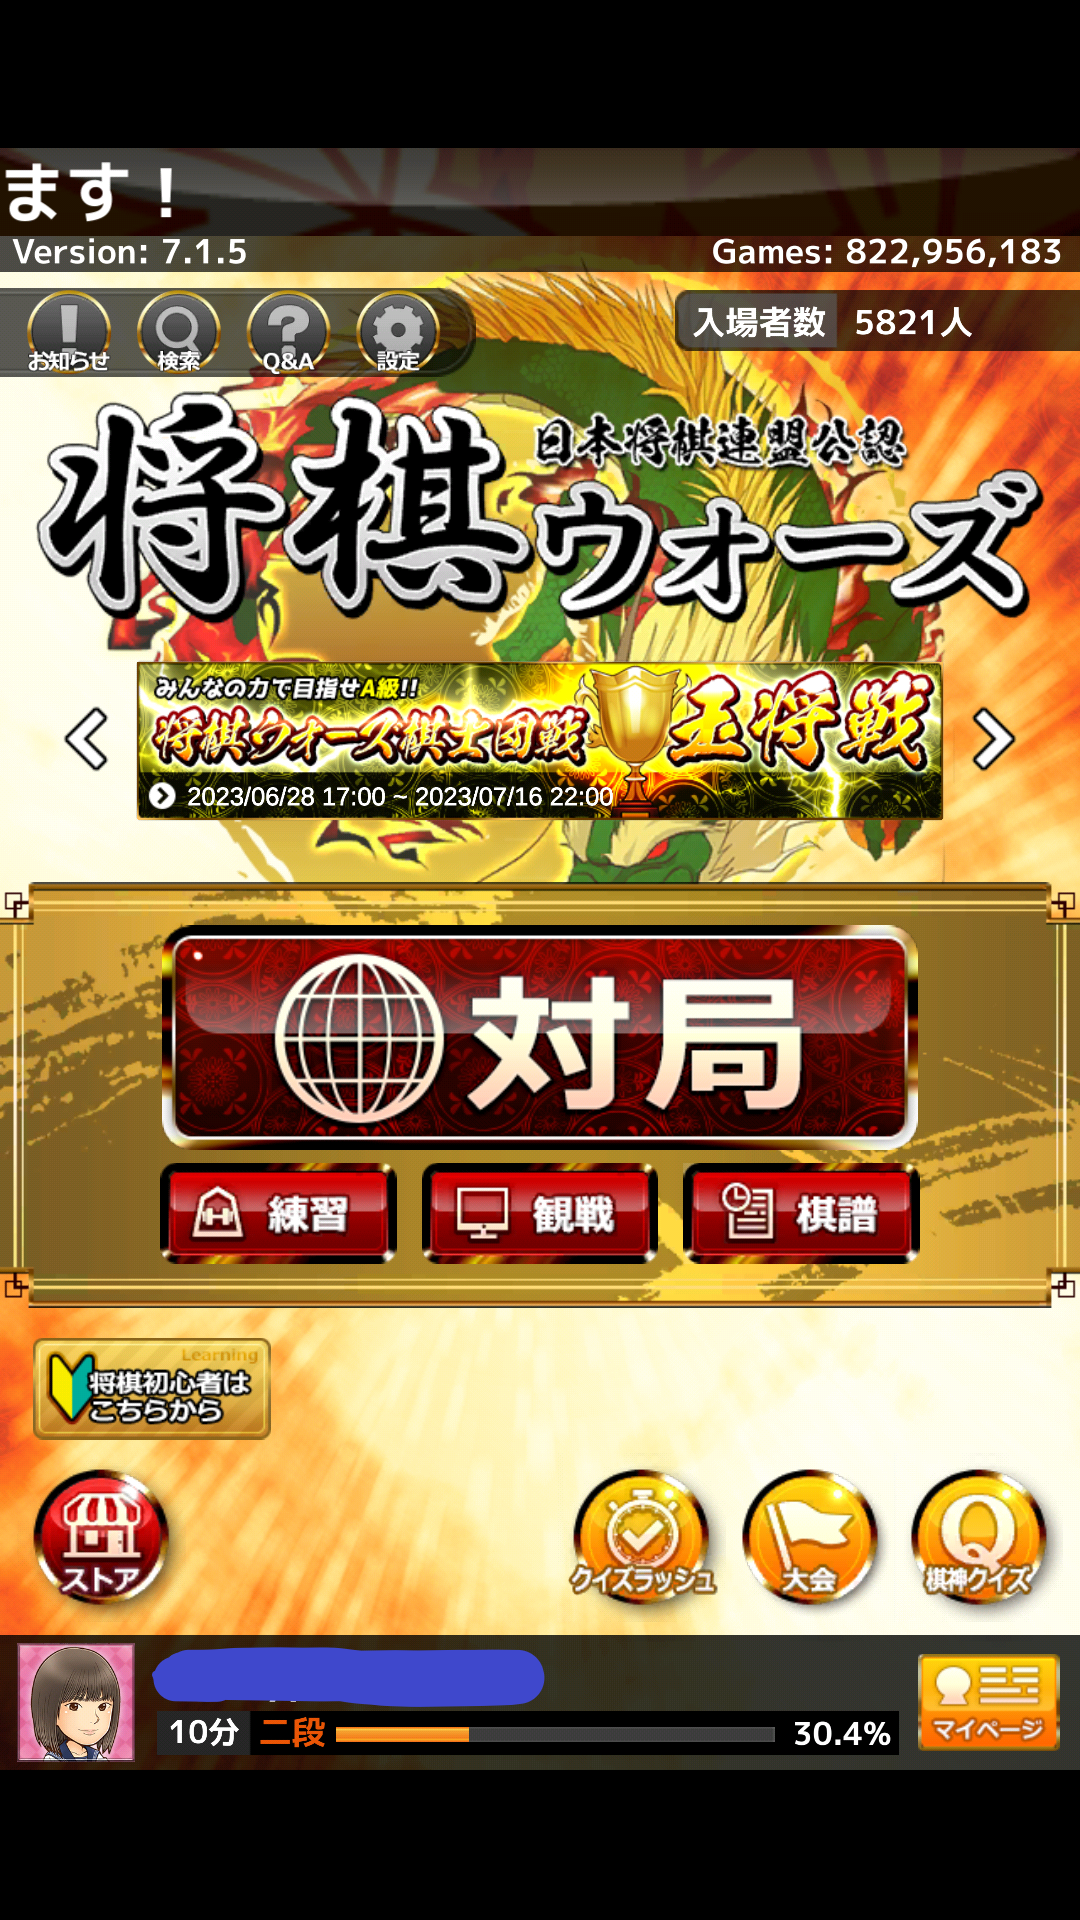 ます！
Version: 7.1.5
Games: 822,956,183
お知らせ
検索
Q&A
設定
入場者数 5821人
日本将棋連盟公認
将棋ウォーズ
みんなの力で目指せA級!!
将棋ウォーズ棋士団戦
王将戦
2023/06/28 17:00 ~ 2023/07/16 22:00
対局
練習
観戦
棋譜
Learning
将棋初心者は
こちらから
ストア
クイズラッシュ
大会
Q
棋神クイズ
10分 二段 30.4%
マイページ